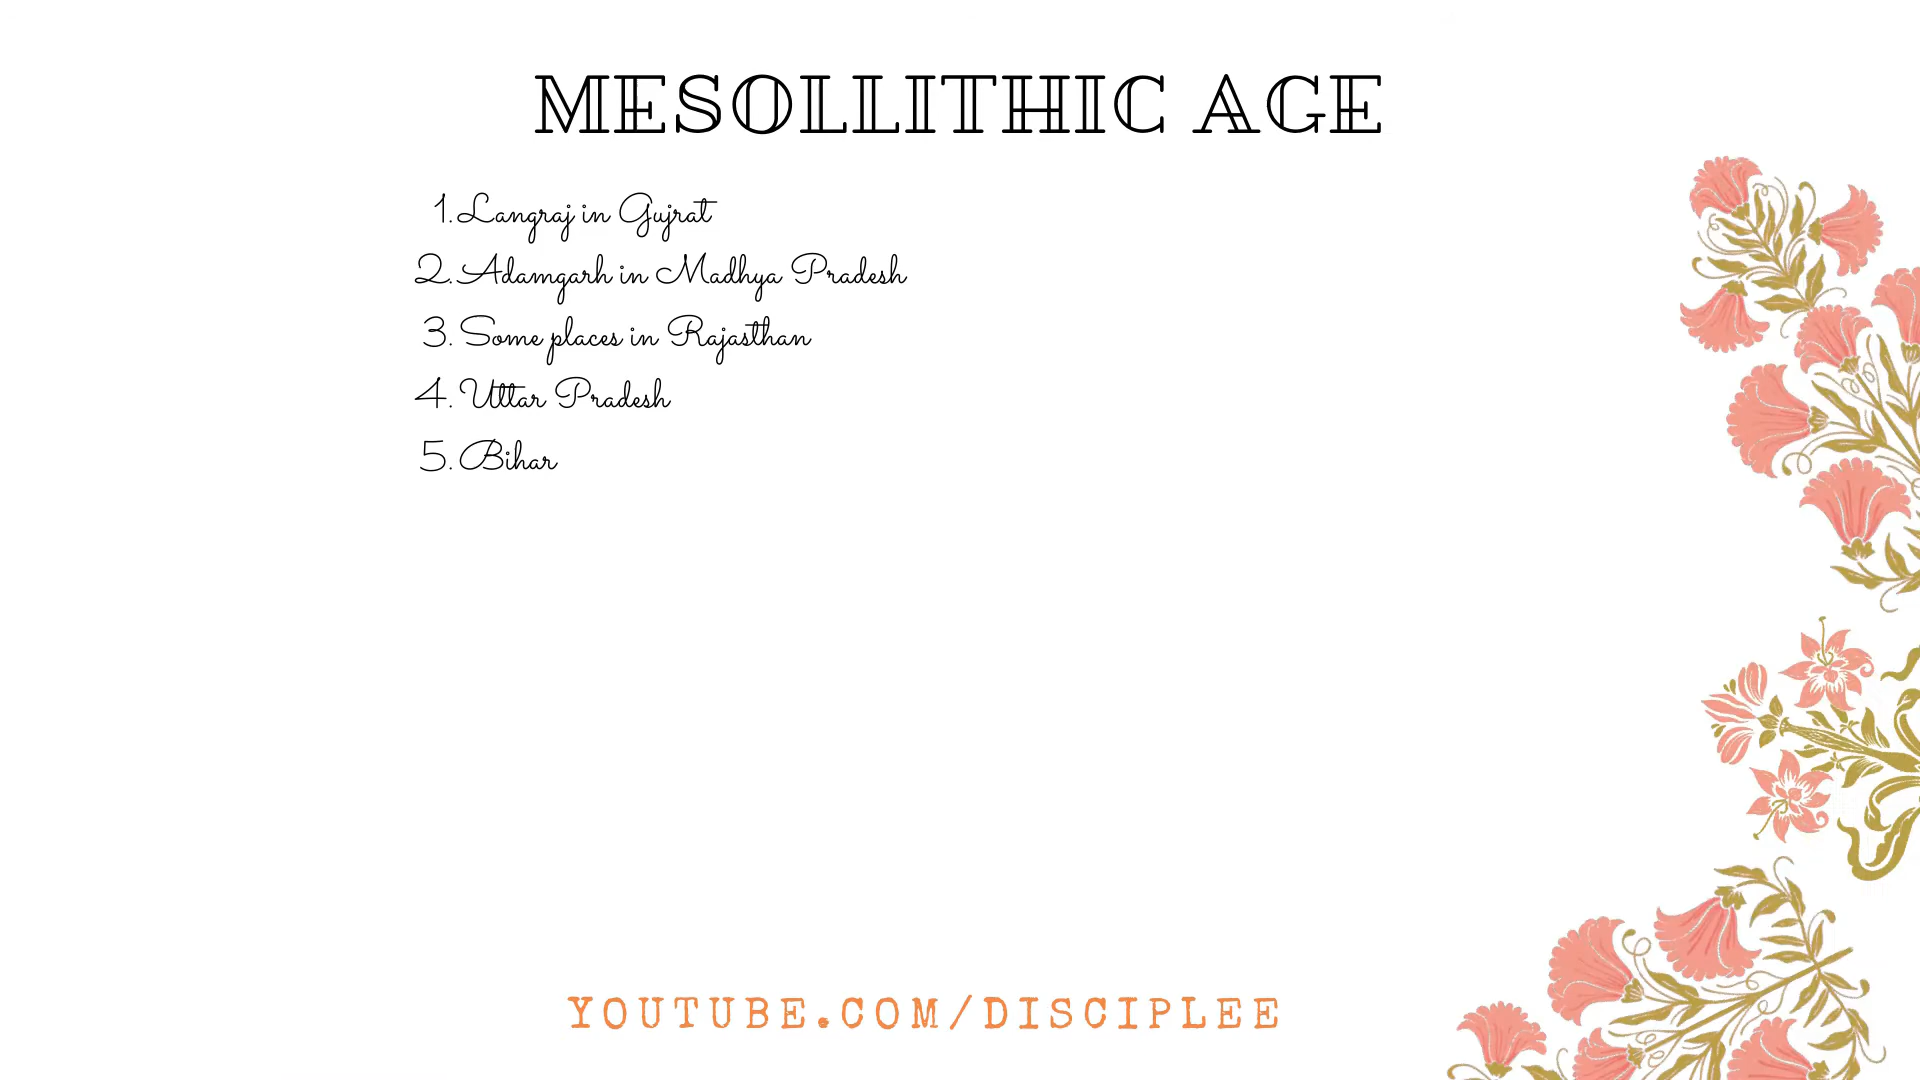 MESOLLITHIC AGE
1. Langraj in Gujrat
2. Adamgarh in Madhya Pradesh
3. Some places in Rajasthan
4. Uttar Pradesh
5. Bihar
YOUTUBE.COM/DISCIPLEE